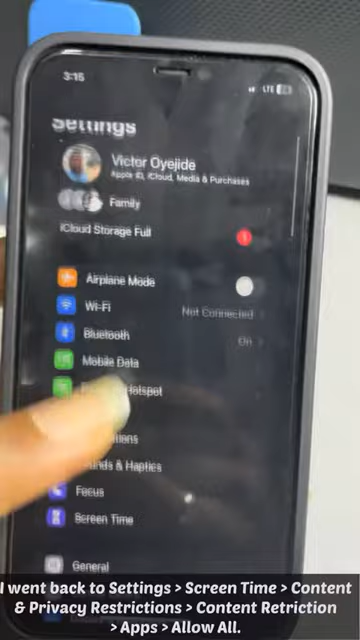 3:15
LTE
Settings
Victor Oyejide
Apple ID, iCloud, Media & Purchases
Family
iCloud Storage Full
1
Airplane Mode
Wi-Fi
Not Connected
Bluetooth
On
Mobile Data
Hotspot
& Haptics
Focus
Screen Time
General
I went back to Settings > Screen Time > Content
& Privacy Restrictions > Content Retriction
> Apps > Allow All.